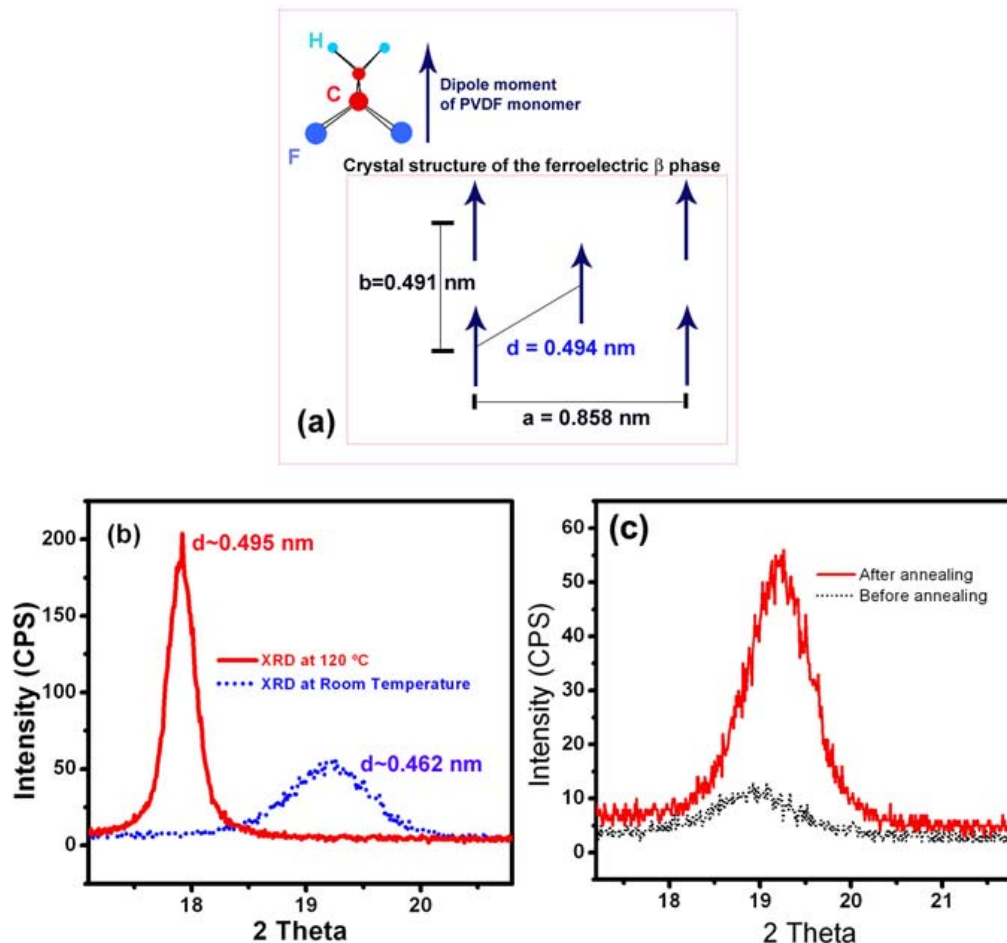 H
C
F
Dipole moment
of PVDF monomer
Crystal structure of the ferroelectric β phase
b=0.491 nm
d = 0.494 nm
a = 0.858 nm
(a)
(b)
d~0.495 nm
XRD at 120 ºC
XRD at Room Temperature
d~0.462 nm
Intensity (CPS)
200
150
100
50
0
18
19
20
2 Theta
(c)
After annealing
Before annealing
Intensity (CPS)
60
50
40
30
20
10
0
18
19
20
21
2 Theta